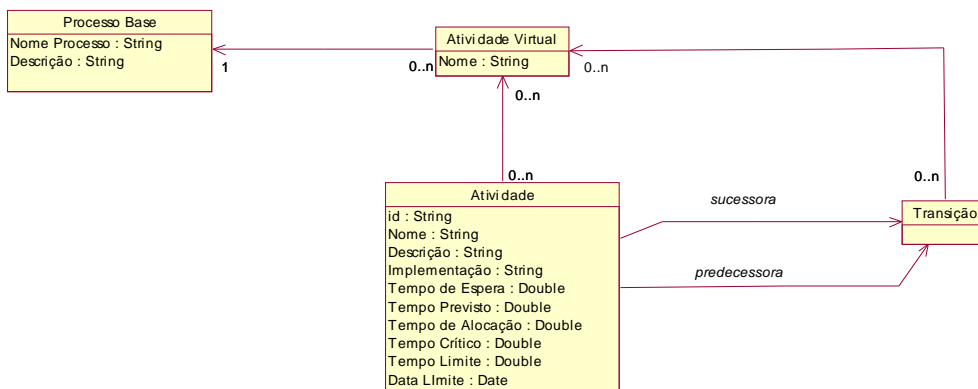 Processo Base
Nome Processo : String
Descrição : String
1
0..n
Atividade Virtual
Nome : String
0..n
0..n
0..n
0..n
Atividade
id : String
Nome : String
Descrição : String
Implementação : String
Tempo de Espera : Double
Tempo Previsto : Double
Tempo de Alocação : Double
Tempo Crítico : Double
Tempo Limite : Double
Data LImite : Date
sucessora
predecessora
Transição